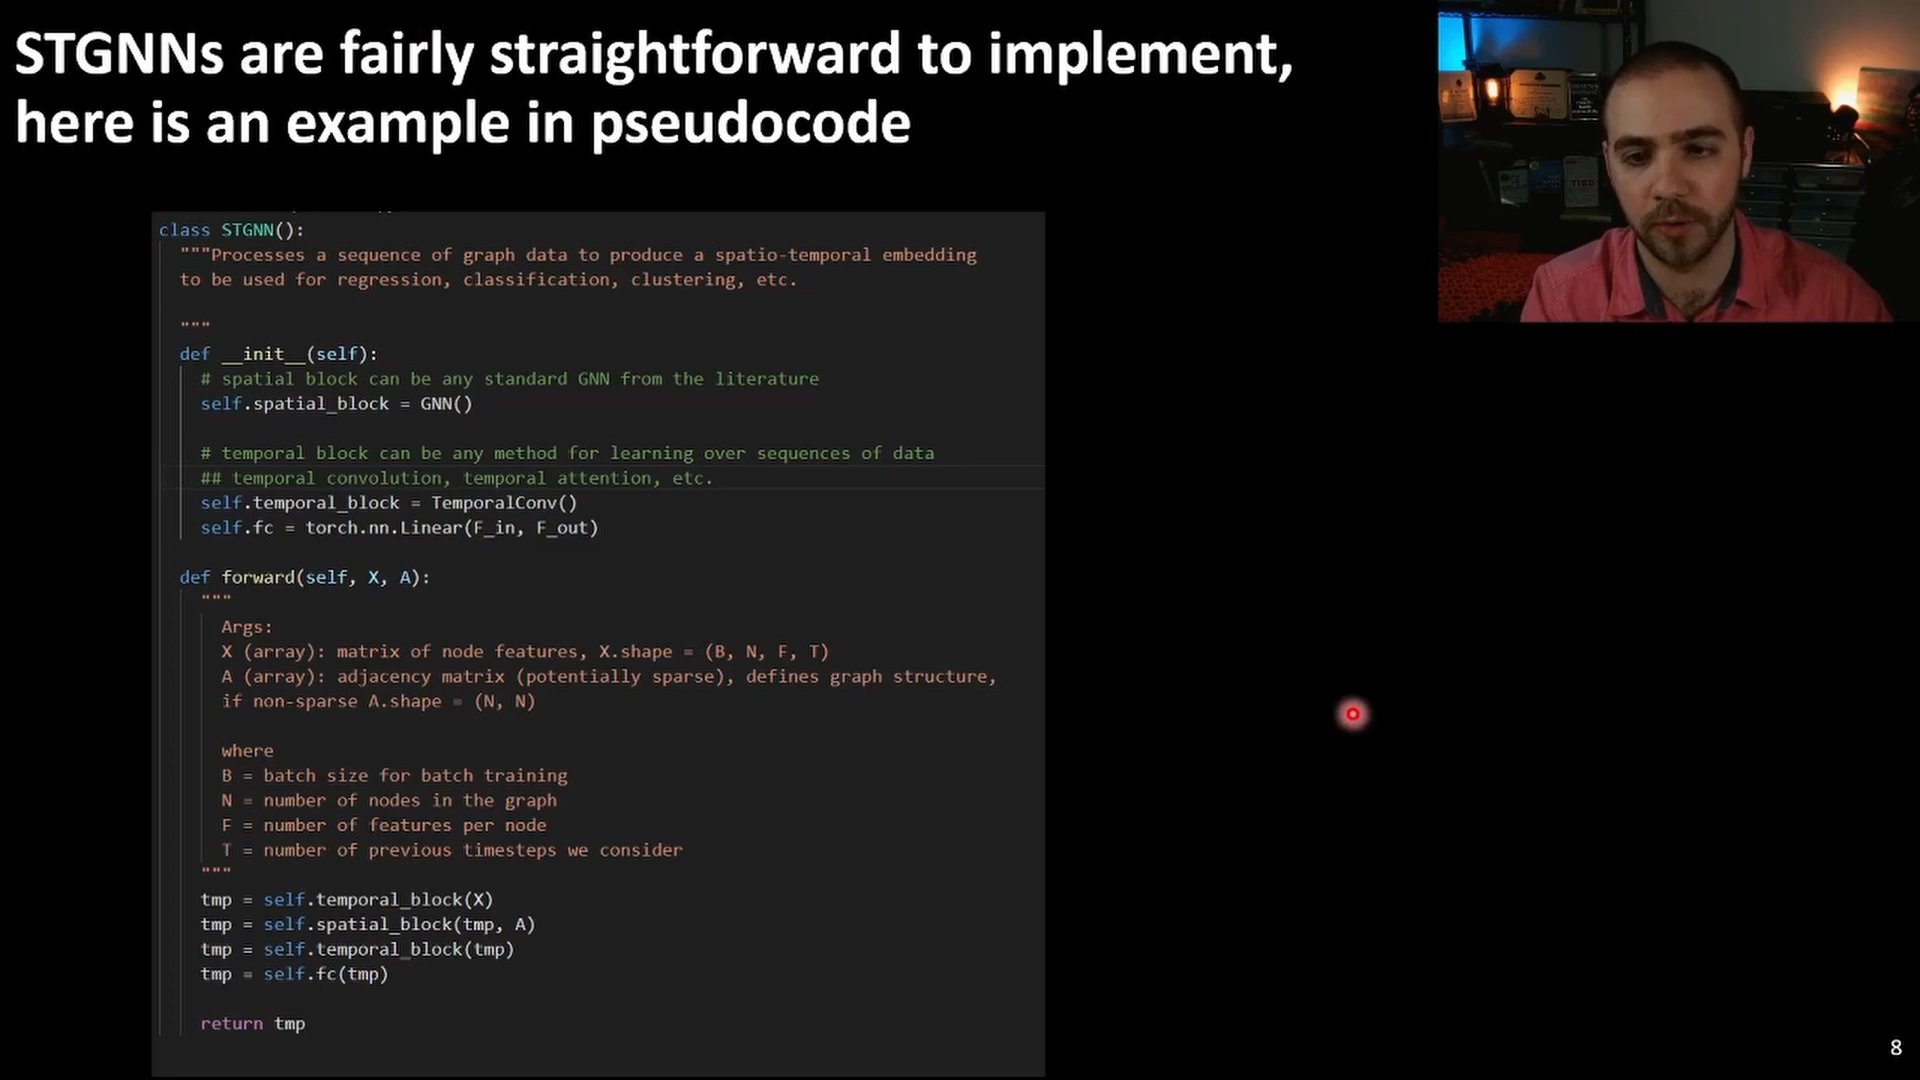 STGNNs are fairly straightforward to implement,
here is an example in pseudocode
class STGNN():
"""Processes a sequence of graph data to produce a spatio-temporal embedding
to be used for regression, classification, clustering, etc.
"""
def __init__(self):
# spatial block can be any standard GNN from the literature
self.spatial_block = GNN()
# temporal block can be any method for learning over sequences of data
## temporal convolution, temporal attention, etc.
self.temporal_block = TemporalConv()
self.fc = torch.nn.Linear(F_in, F_out)
def forward(self, X, A):
"""
Args:
X (array): matrix of node features, X.shape = (B, N, F, T)
A (array): adjacency matrix (potentially sparse), defines graph structure,
if non-sparse A.shape = (N, N)
where
B = batch size for batch training
N = number of nodes in the graph
F = number of features per node
T = number of previous timesteps we consider
"""
tmp = self.temporal_block(X)
tmp = self.spatial_block(tmp, A)
tmp = self.temporal_block(tmp)
tmp = self.fc(tmp)
return tmp
8